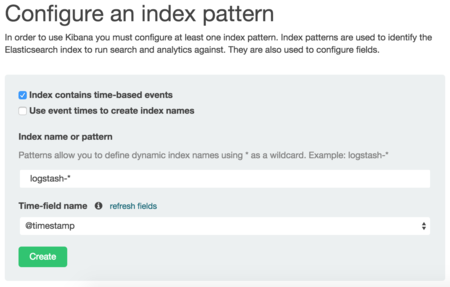 Configure an index pattern
In order to use Kibana you must configure at least one index pattern. Index patterns are used to identify the
Elasticsearch index to run search and analytics against. They are also used to configure fields.
Index contains time-based events
Use event times to create index names
Index name or pattern
Patterns allow you to define dynamic index names using * as a wildcard. Example: logstash-*
logstash-*
Time-field name refresh fields
@timestamp
Create